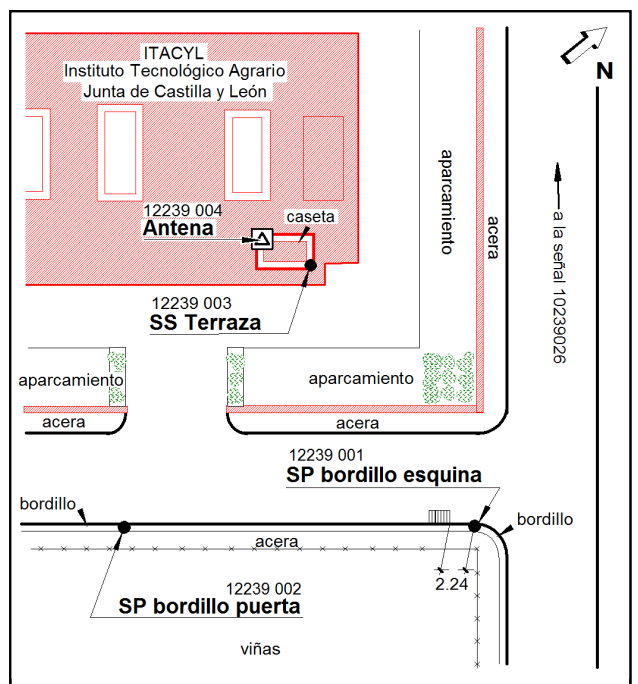 ITACYL
Instituto Tecnológico Agrario
Junta de Castilla y León
N
aparcamiento
acera
a la señal 10239026
12239 004
Antena
caseta
12239 003
SS Terraza
aparcamiento
aparcamiento
acera
acera
12239 001
SP bordillo esquina
bordillo
bordillo
acera
2.24
12239 002
SP bordillo puerta
viñas